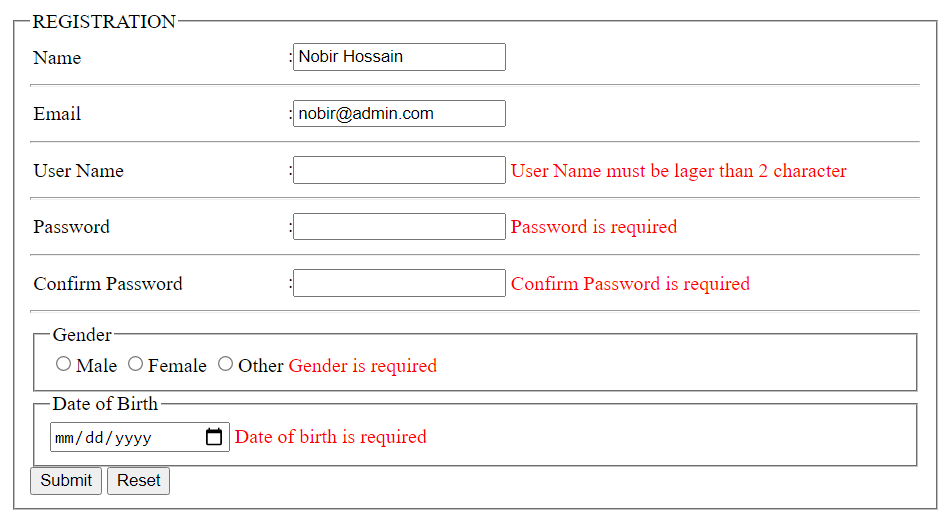 REGISTRATION
Name :Nobir Hossain
Email :nobir@admin.com
User Name : User Name must be lager than 2 character
Password : Password is required
Confirm Password : Confirm Password is required
Gender
Male Female Other Gender is required
Date of Birth
mm/dd/yyyy Date of birth is required
Submit Reset